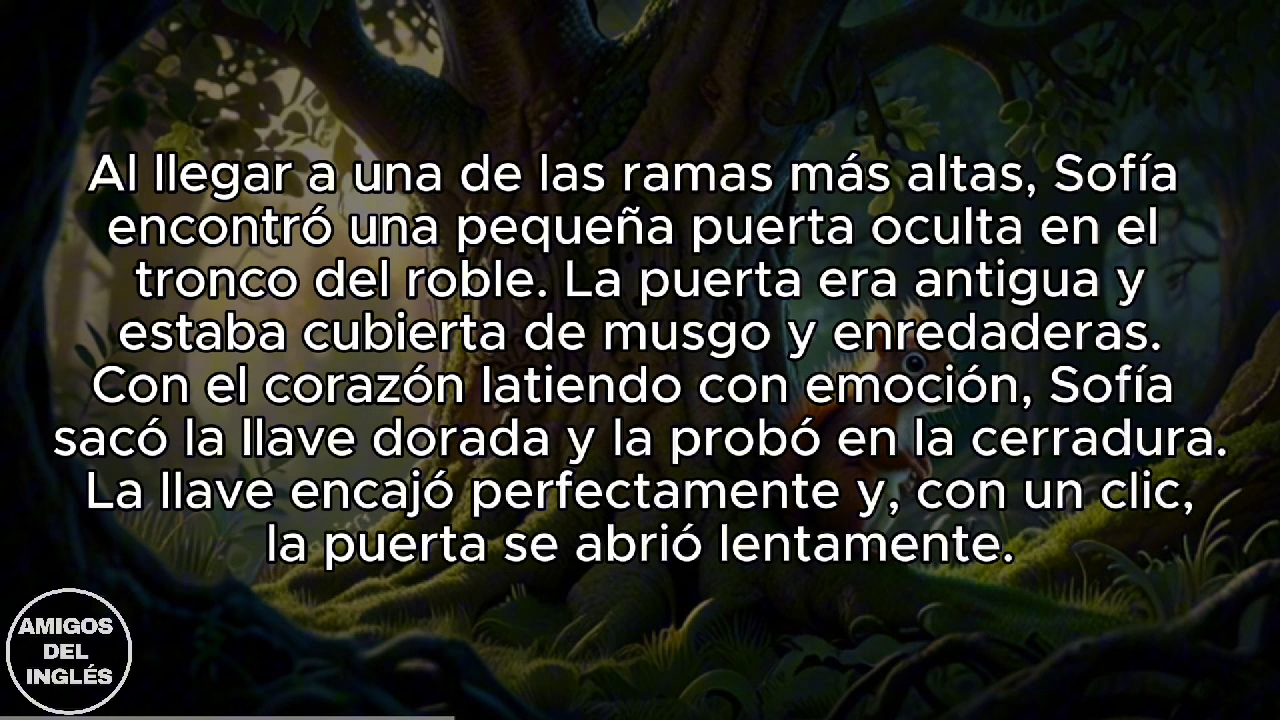 Al llegar a una de las ramas más altas, Sofía
encontró una pequeña puerta oculta en el
tronco del roble. La puerta era antigua y
estaba cubierta de musgo y enredaderas.
Con el corazón latiendo con emoción, Sofía
sacó la llave dorada y la probó en la cerradura.
La llave encajó perfectamente y, con un clic,
la puerta se abrió lentamente.
AMIGOS
DEL
INGLÉS